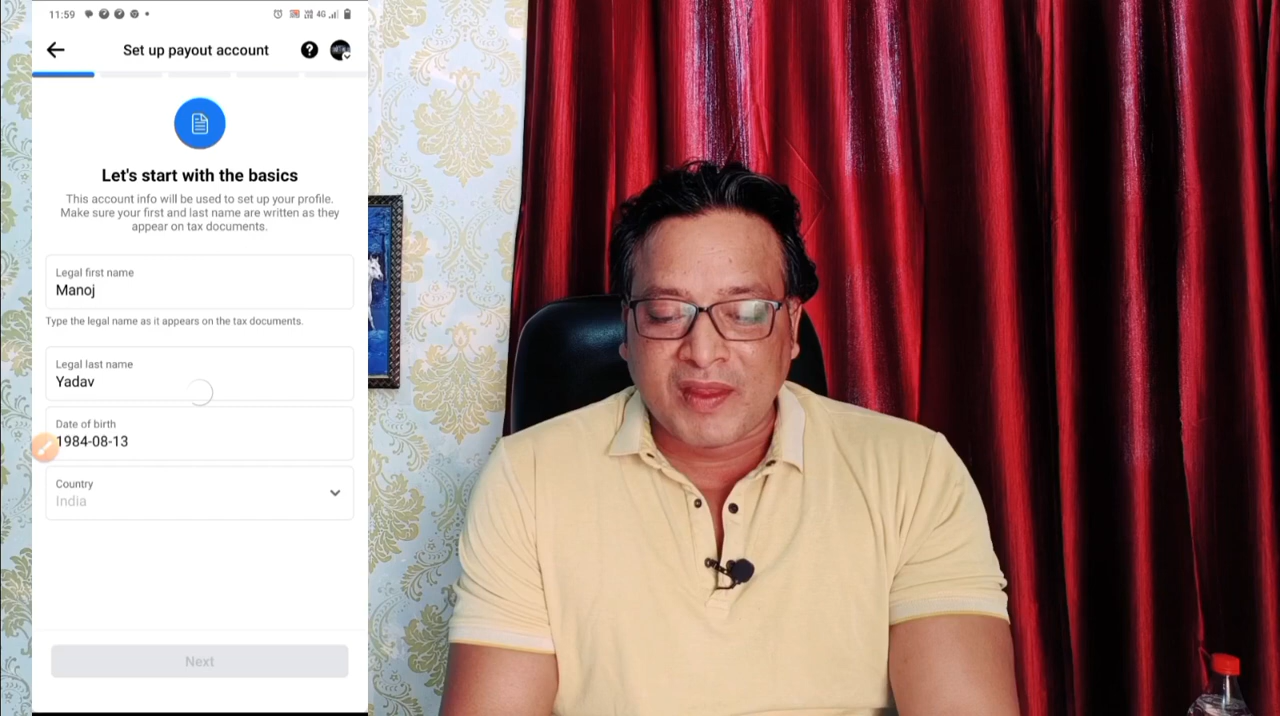 11:59
4G
Set up payout account
Let's start with the basics
This account info will be used to set up your profile.
Make sure your first and last name are written as they
appear on tax documents.
Legal first name
Manoj
Type the legal name as it appears on the tax documents.
Legal last name
Yadav
Date of birth
1984-08-13
Country
India
Next